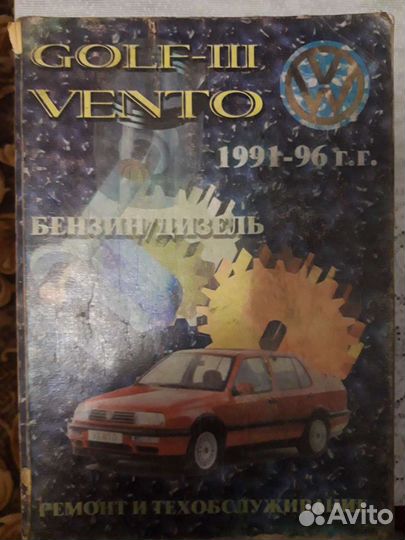 GOLF-III
VENTO
1991-96 г.г.
БЕНЗИН/ДИЗЕЛЬ
РЕМОНТ И ТЕХОБСЛУЖИВАНИЕ
Avito